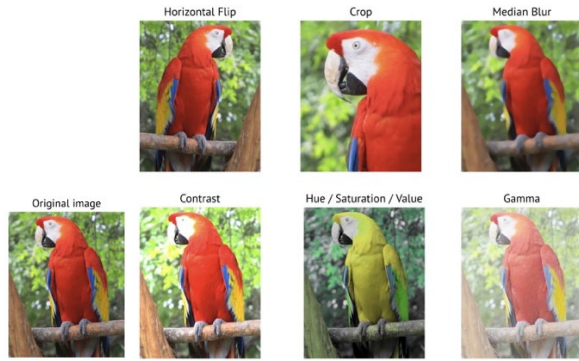 Horizontal Flip
Crop
Median Blur
Original image
Contrast
Hue / Saturation / Value
Gamma